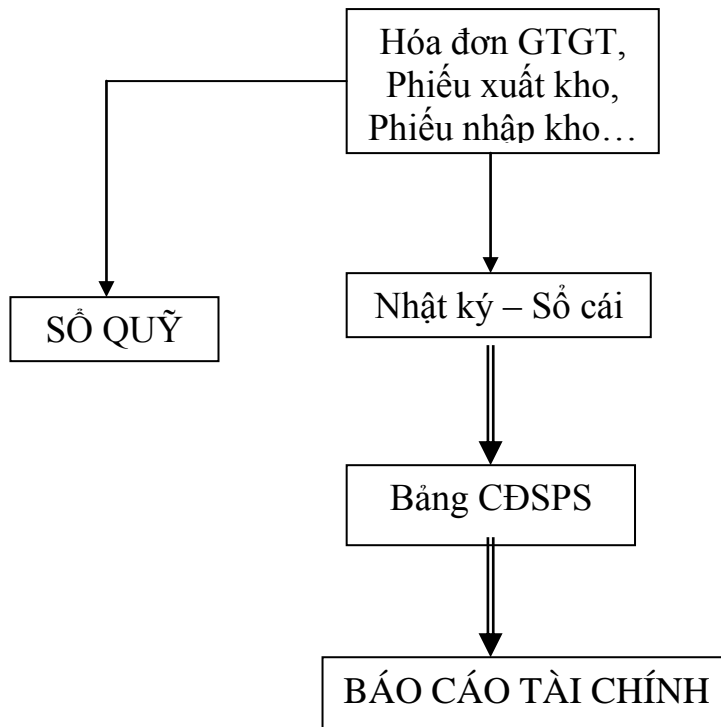 Hóa đơn GTGT,
Phiếu xuất kho,
Phiếu nhập kho…
SỔ QUỸ
Nhật ký – Sổ cái
Bảng CĐSPS
BÁO CÁO TÀI CHÍNH